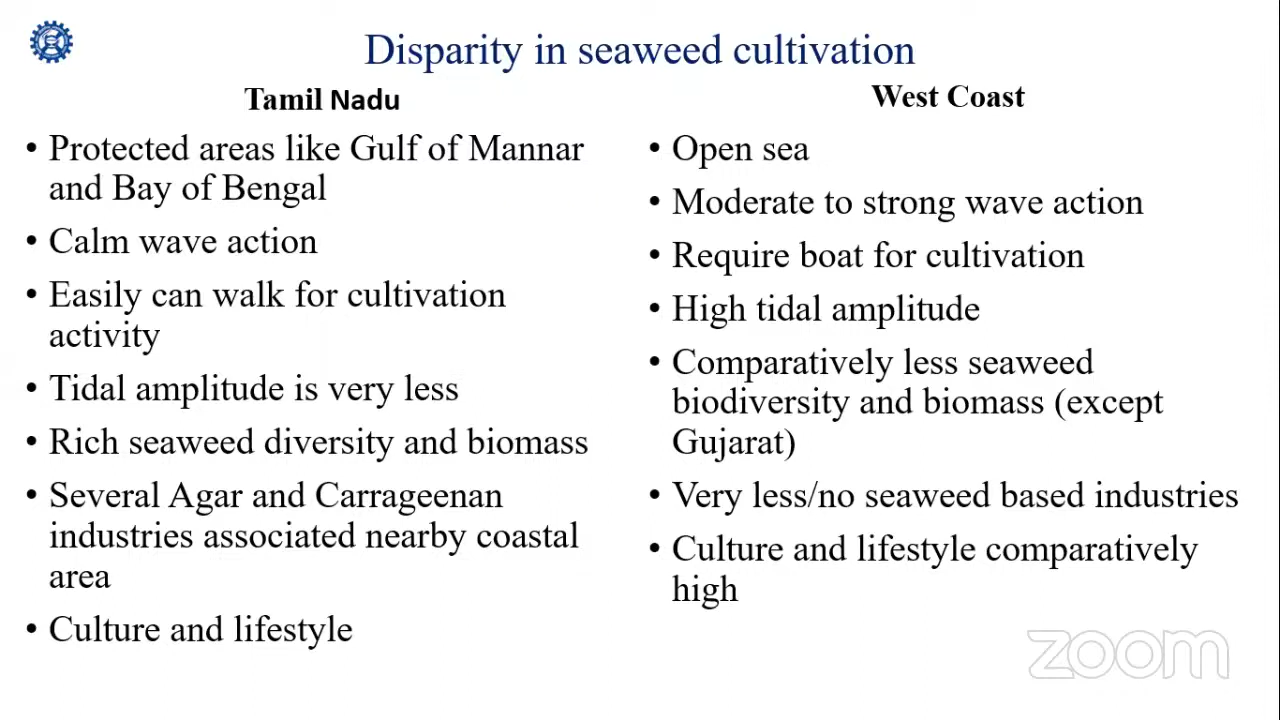 Disparity in seaweed cultivation
Tamil Nadu
• Protected areas like Gulf of Mannar
and Bay of Bengal
• Calm wave action
• Easily can walk for cultivation
activity
• Tidal amplitude is very less
• Rich seaweed diversity and biomass
• Several Agar and Carrageenan
industries associated nearby coastal
area
• Culture and lifestyle
West Coast
• Open sea
• Moderate to strong wave action
• Require boat for cultivation
• High tidal amplitude
• Comparatively less seaweed
biodiversity and biomass (except
Gujarat)
• Very less/no seaweed based industries
• Culture and lifestyle comparatively
high
zoom